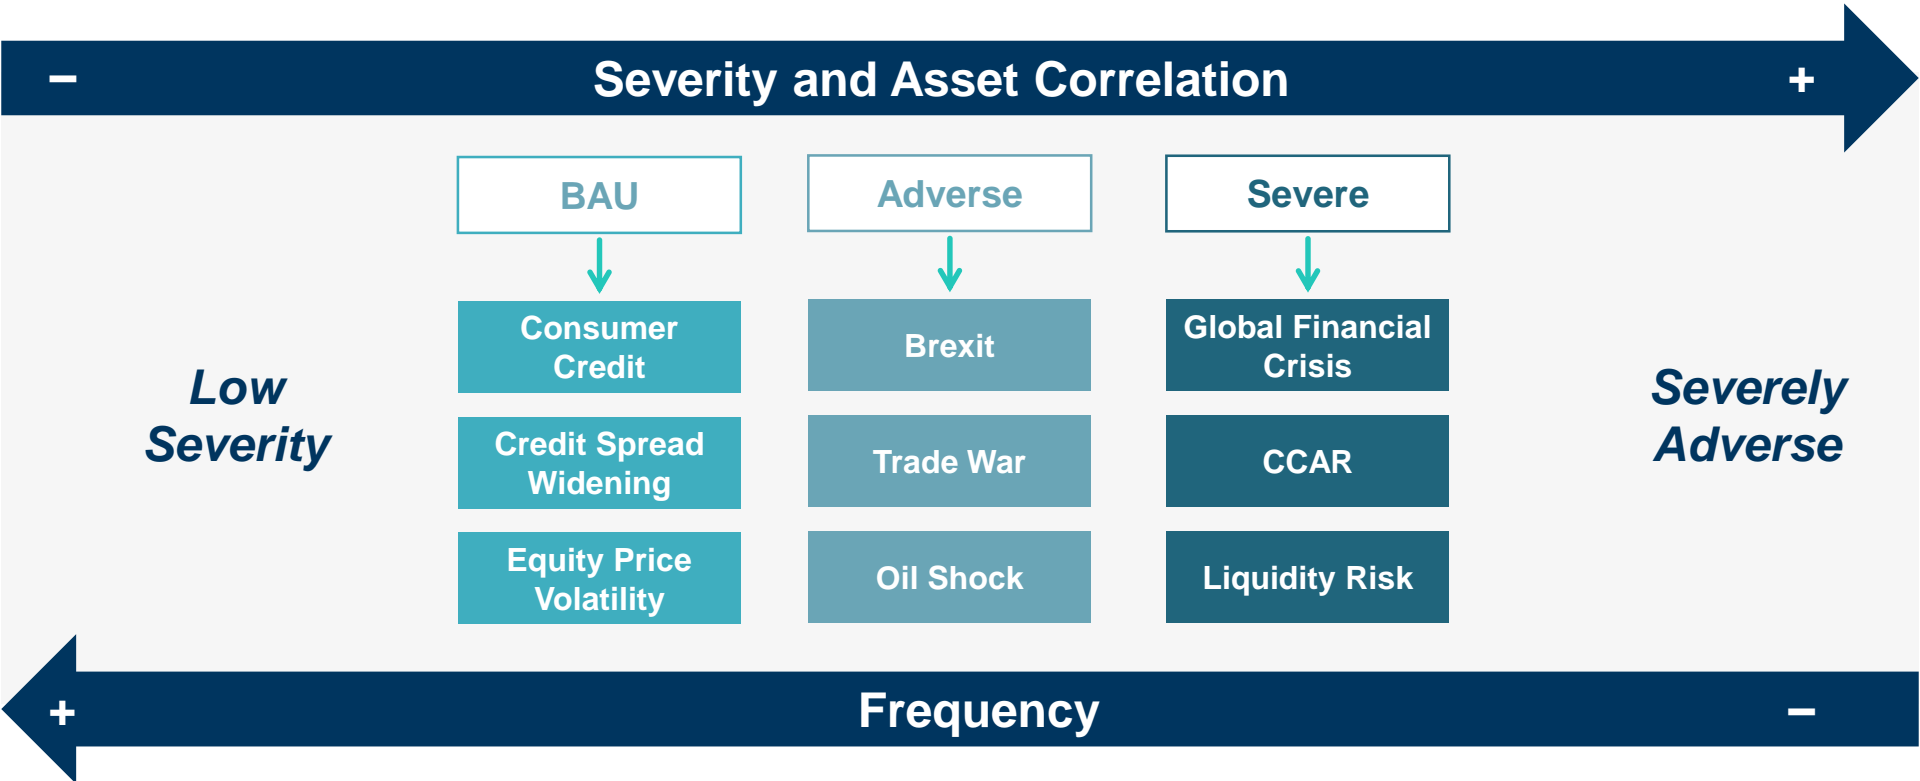 − Severity and Asset Correlation +
BAU
Adverse
Severe
Consumer
Credit
Brexit
Global Financial
Crisis
Low
Severity
Severely
Adverse
Credit Spread
Widening
Trade War
CCAR
Equity Price
Volatility
Oil Shock
Liquidity Risk
+ Frequency −